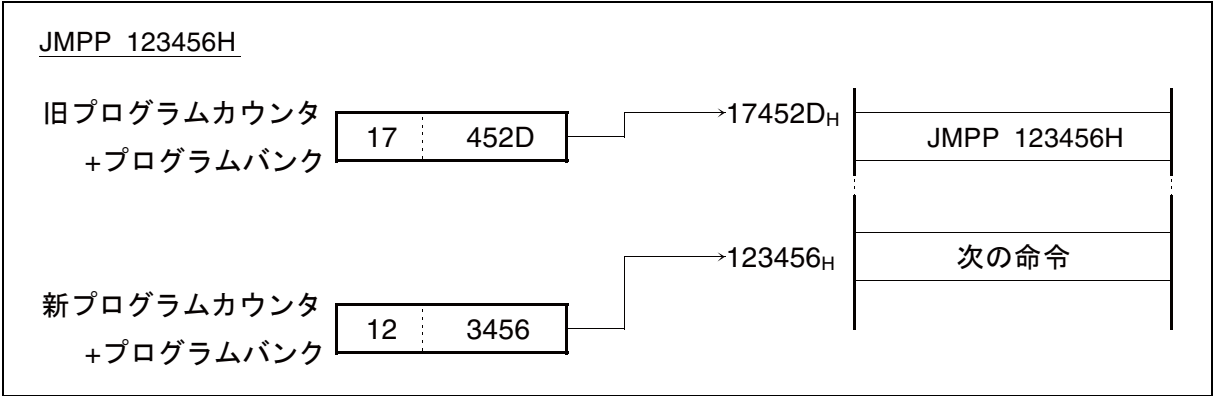 JMPP 123456H
旧プログラムカウンタ
+プログラムバンク
17 452D
17452DH
JMPP 123456H
123456H
次の命令
新プログラムカウンタ
+プログラムバンク
12 3456